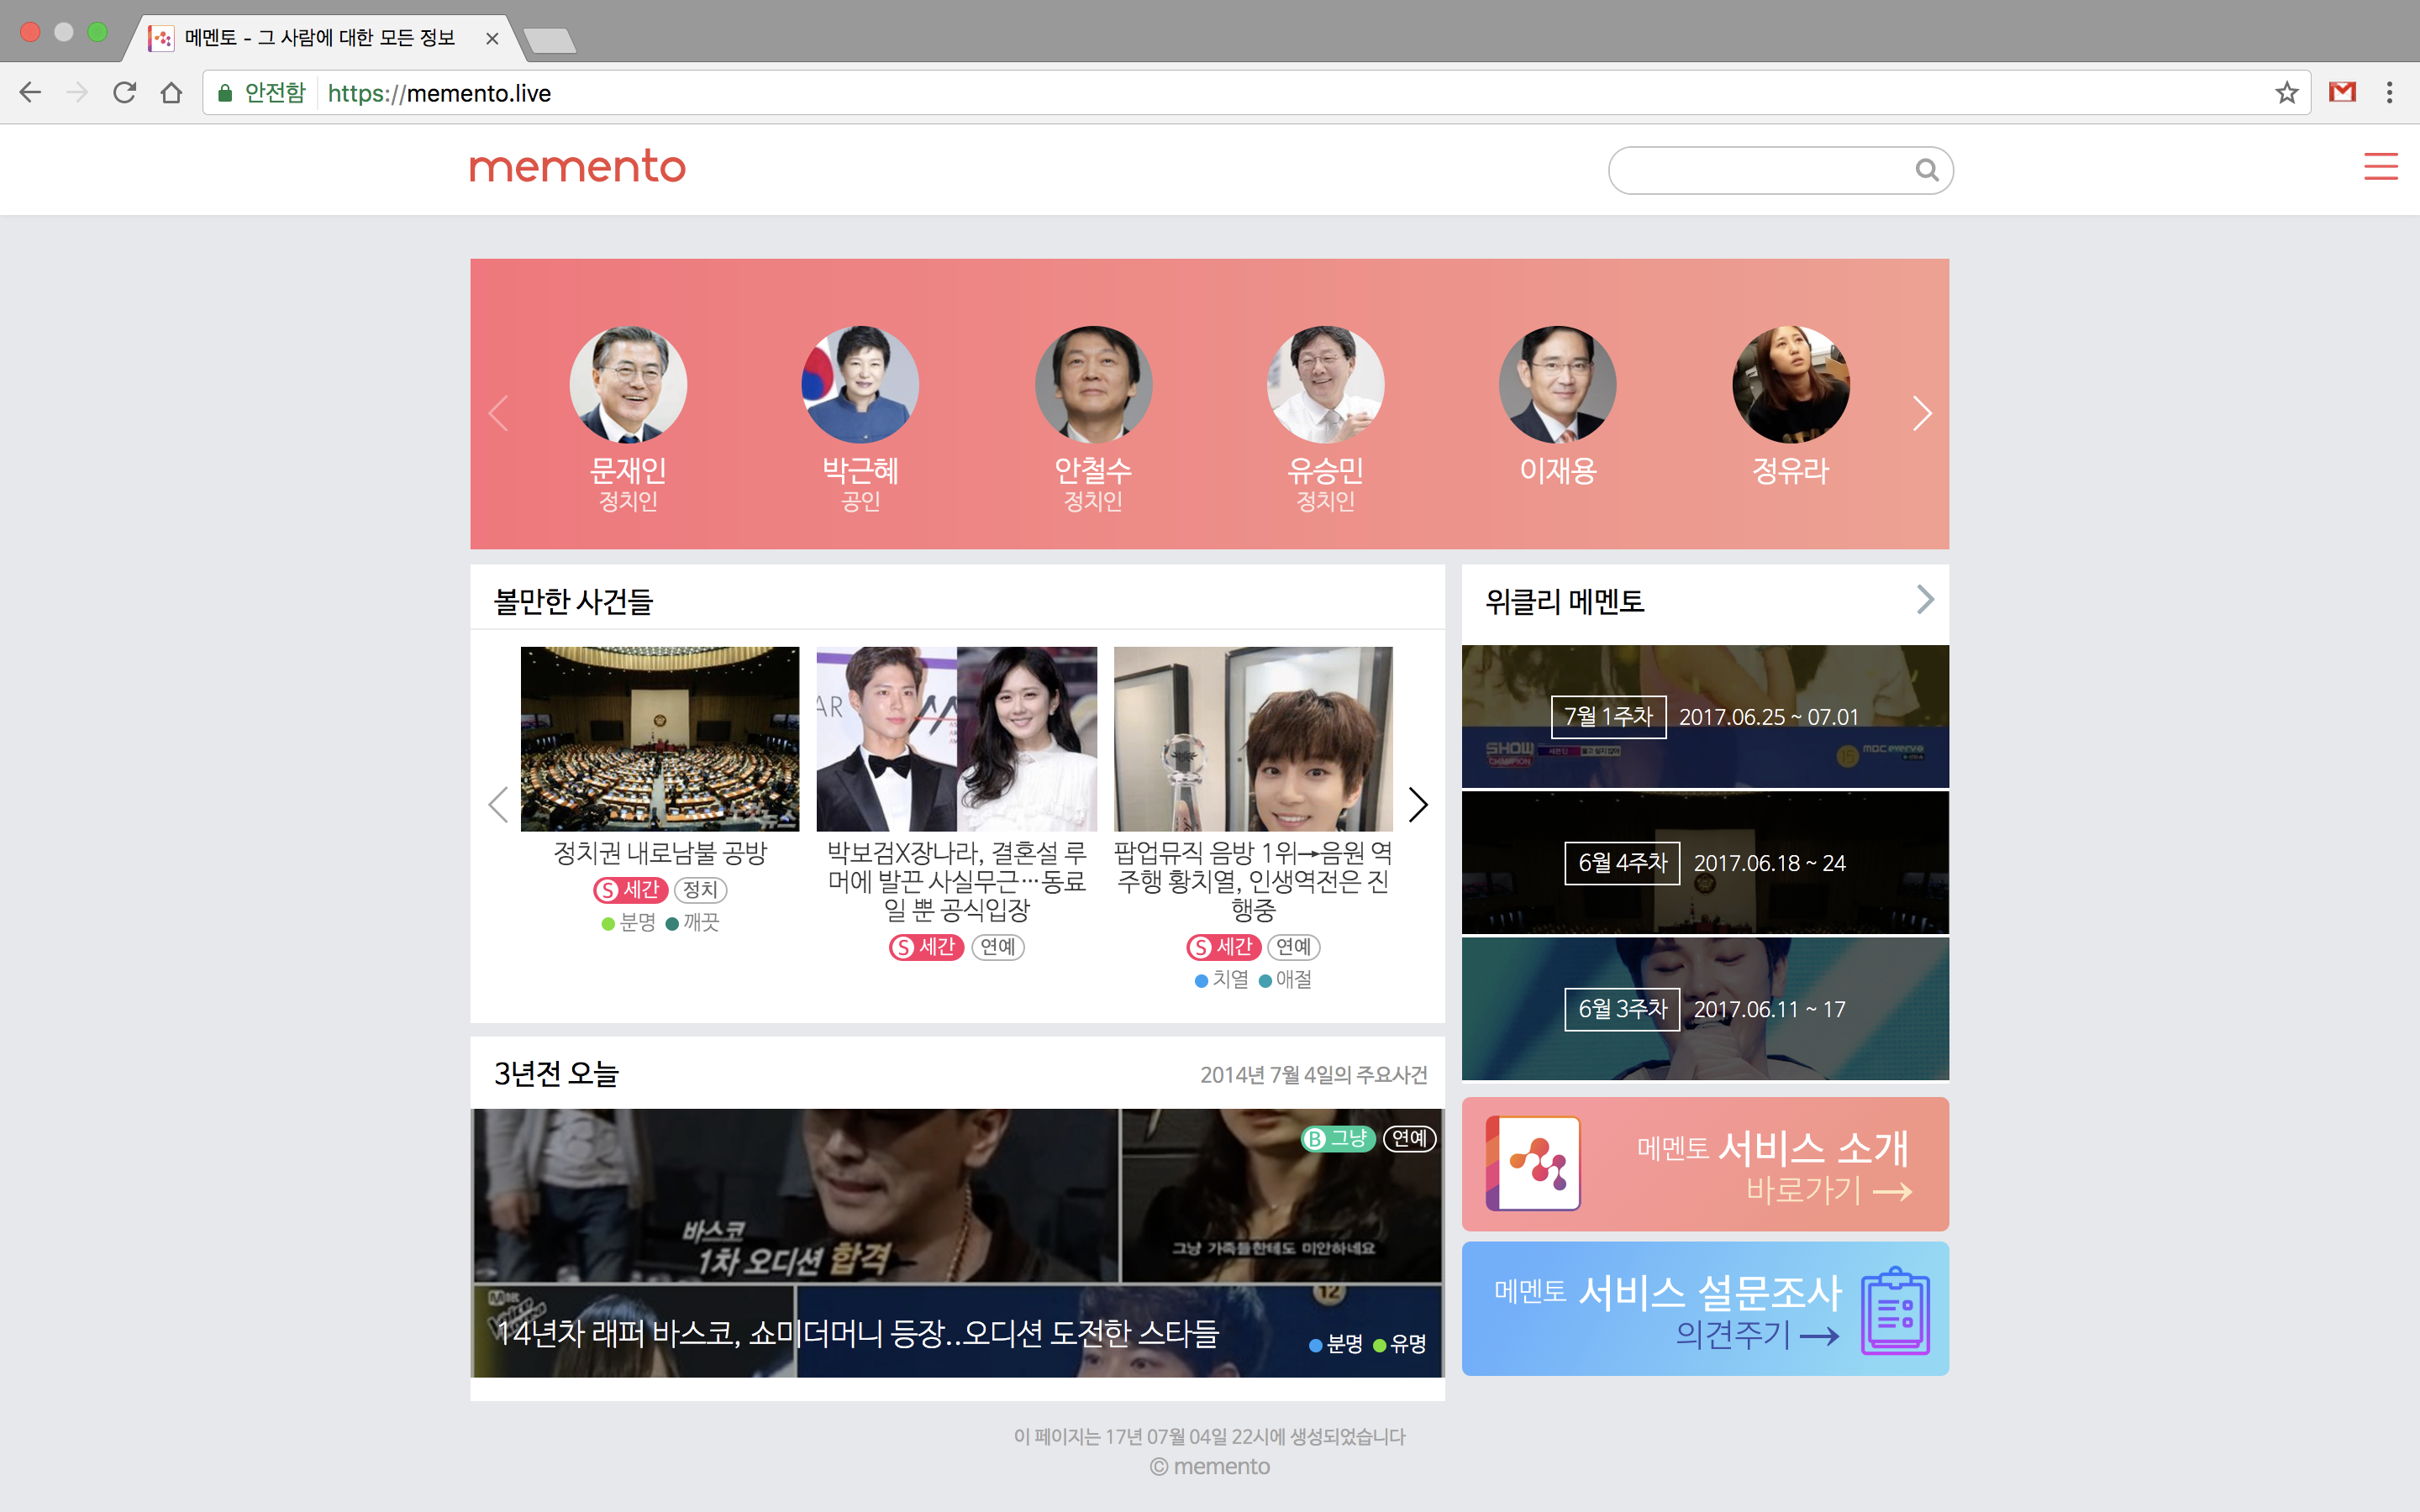 메멘토 - 그 사람에 대한 모든 정보
안전함
https://memento.live
memento
문재인
정치인
박근혜
공인
안철수
정치인
유승민
정치인
이재용
정유라
볼만한 사건들
정치권 내로남불 공방
S 세간 정치
분명 깨끗
박보검X장나라, 결혼설 루
머에 발끈 사실무근…동료
일 뿐 공식입장
S 세간 연예
팝업뮤직 음방 1위→음원 역
주행 황치열, 인생역전은 진
행중
S 세간 연예
치열 애절
위클리 메멘토
7월 1주차 2017.06.25 ~ 07.01
SHOW
CHAMPION
15
6월 4주차 2017.06.18 ~ 24
6월 3주차 2017.06.11 ~ 17
3년전 오늘
2014년 7월 4일의 주요사건
B 그냥 연예
바스코
1차 오디션 합격
그냥 가족들한테도 미안하네요
12
14년차 래퍼 바스코, 쇼미더머니 등장..오디션 도전한 스타들
분명 유명
메멘토 서비스 소개
바로가기 →
메멘토 서비스 설문조사
의견주기 →
이 페이지는 17년 07월 04일 22시에 생성되었습니다
© memento